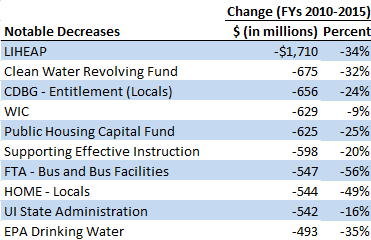 Change (FYs 2010-2015)
Notable Decreases $ (in millions) Percent
LIHEAP -$1,710 -34%
Clean Water Revolving Fund -675 -32%
CDBG - Entitlement (Locals) -656 -24%
WIC -629 -9%
Public Housing Capital Fund -625 -25%
Supporting Effective Instruction -598 -20%
FTA - Bus and Bus Facilities -547 -56%
HOME - Locals -544 -49%
UI State Administration -542 -16%
EPA Drinking Water -493 -35%